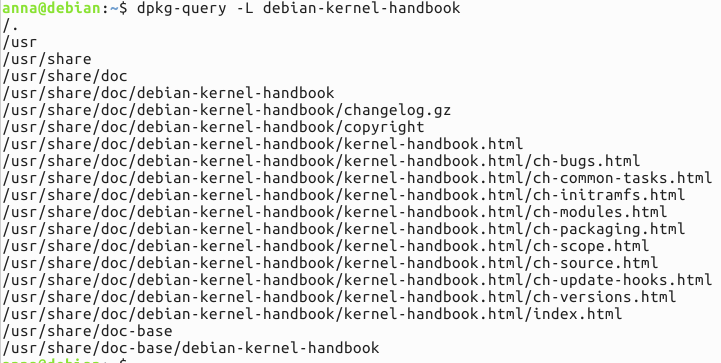 anna@debian:~$ dpkg-query -L debian-kernel-handbook
/.
/usr
/usr/share
/usr/share/doc
/usr/share/doc/debian-kernel-handbook
/usr/share/doc/debian-kernel-handbook/changelog.gz
/usr/share/doc/debian-kernel-handbook/copyright
/usr/share/doc/debian-kernel-handbook/kernel-handbook.html
/usr/share/doc/debian-kernel-handbook/kernel-handbook.html/ch-bugs.html
/usr/share/doc/debian-kernel-handbook/kernel-handbook.html/ch-common-tasks.html
/usr/share/doc/debian-kernel-handbook/kernel-handbook.html/ch-initramfs.html
/usr/share/doc/debian-kernel-handbook/kernel-handbook.html/ch-modules.html
/usr/share/doc/debian-kernel-handbook/kernel-handbook.html/ch-packaging.html
/usr/share/doc/debian-kernel-handbook/kernel-handbook.html/ch-scope.html
/usr/share/doc/debian-kernel-handbook/kernel-handbook.html/ch-source.html
/usr/share/doc/debian-kernel-handbook/kernel-handbook.html/ch-update-hooks.html
/usr/share/doc/debian-kernel-handbook/kernel-handbook.html/ch-versions.html
/usr/share/doc/debian-kernel-handbook/kernel-handbook.html/index.html
/usr/share/doc-base
/usr/share/doc-base/debian-kernel-handbook